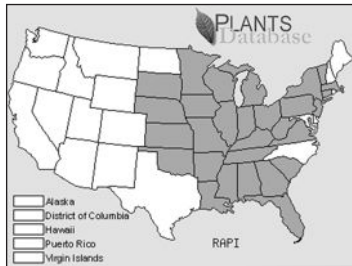 PLANTS
Database
Alaska
District of Columbia
Hawaii
Puerto Rico
Virgin Islands
RAPI